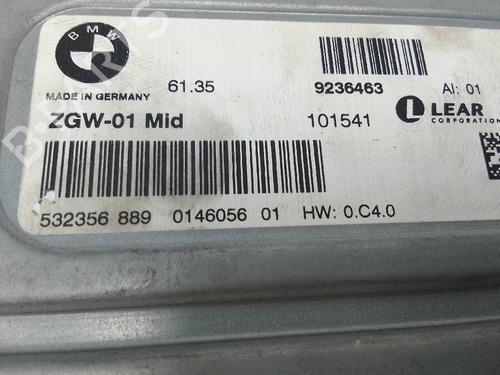 BMW
MADE IN GERMANY
61.35
9236463
AI: 01
ZGW-01 Mid
101541
LEAR
CORPORATION
532356 889
0146056 01
HW: 0.C4.0